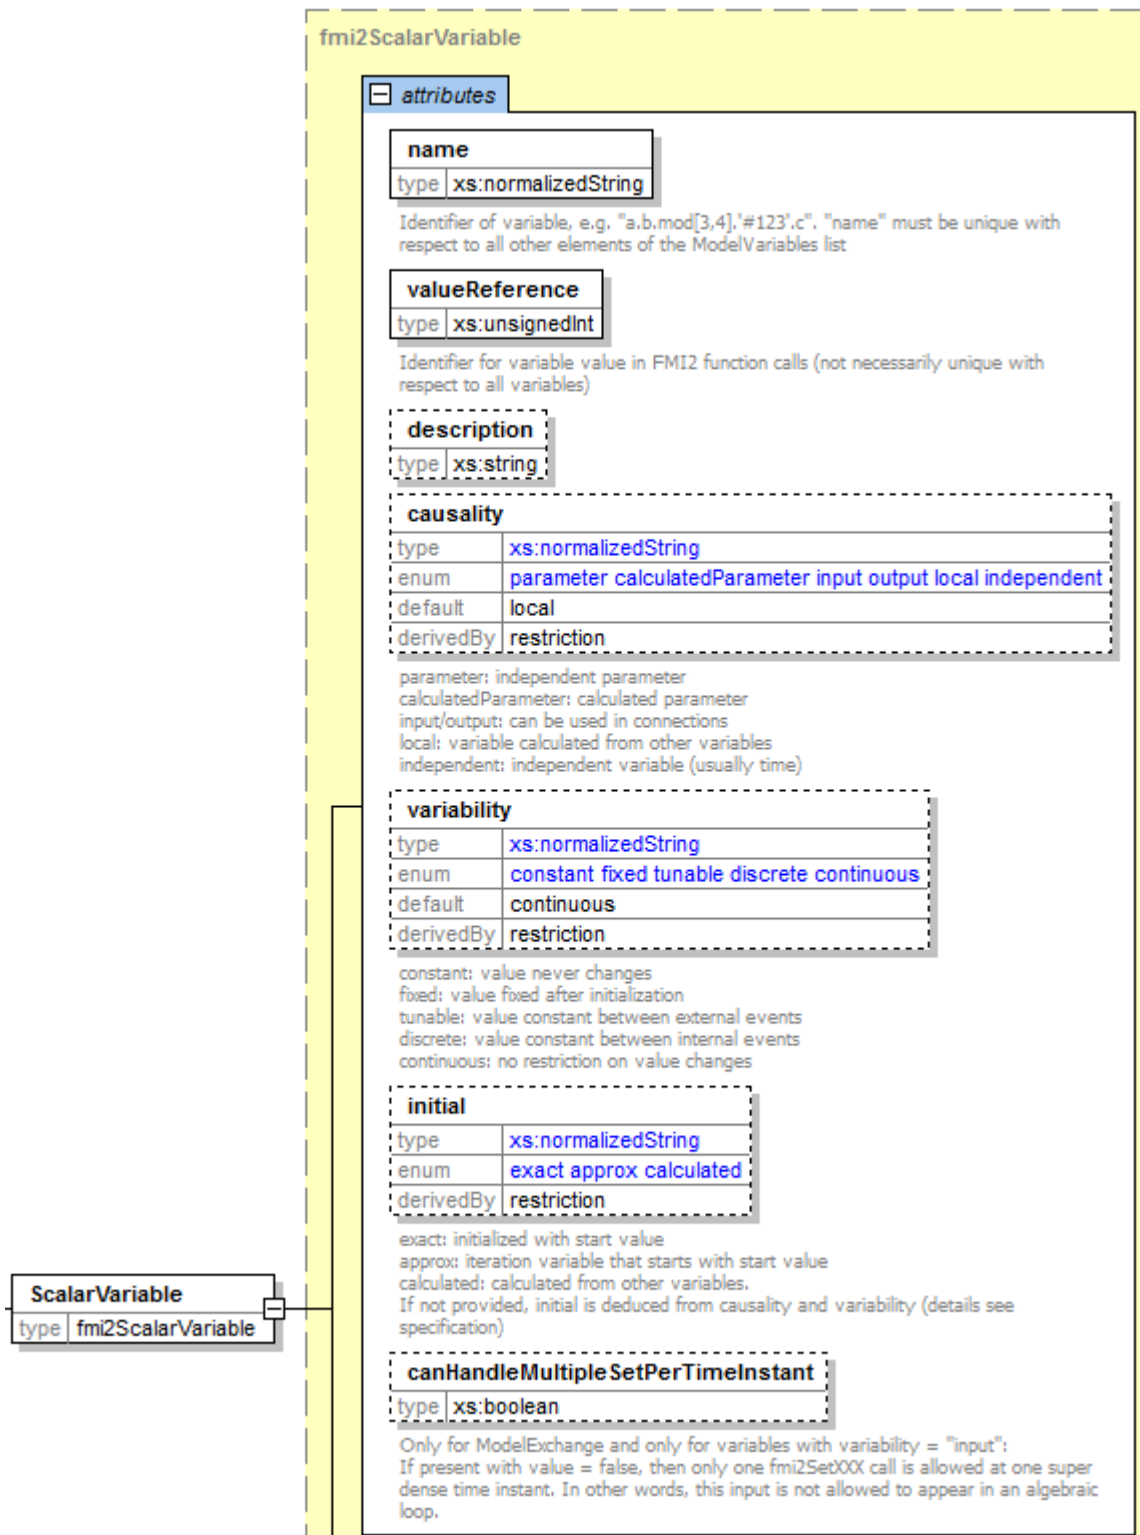 fmi2ScalarVariable
attributes
name
type xs:normalizedString
Identifier of variable, e.g. "a.b.mod[3,4].'#123'.c". "name" must be unique with
respect to all other elements of the ModelVariables list
valueReference
type xs:unsignedInt
Identifier for variable value in FMI2 function calls (not necessarily unique with
respect to all variables)
description
type xs:string
causality
type xs:normalizedString
enum parameter calculatedParameter input output local independent
default local
derivedBy restriction
parameter: independent parameter
calculatedParameter: calculated parameter
input/output: can be used in connections
local: variable calculated from other variables
independent: independent variable (usually time)
variability
type xs:normalizedString
enum constant fixed tunable discrete continuous
default continuous
derivedBy restriction
constant: value never changes
fixed: value fixed after initialization
tunable: value constant between external events
discrete: value constant between internal events
continuous: no restriction on value changes
initial
type xs:normalizedString
enum exact approx calculated
derivedBy restriction
exact: initialized with start value
approx: iteration variable that starts with start value
calculated: calculated from other variables.
If not provided, initial is deduced from causality and variability (details see
specification)
ScalarVariable
type fmi2ScalarVariable
canHandleMultipleSetPerTimeInstant
type xs:boolean
Only for ModelExchange and only for variables with variability = "input":
If present with value = false, then only one fmi2SetXXX call is allowed at one super
dense time instant. In other words, this input is not allowed to appear in an algebraic
loop.